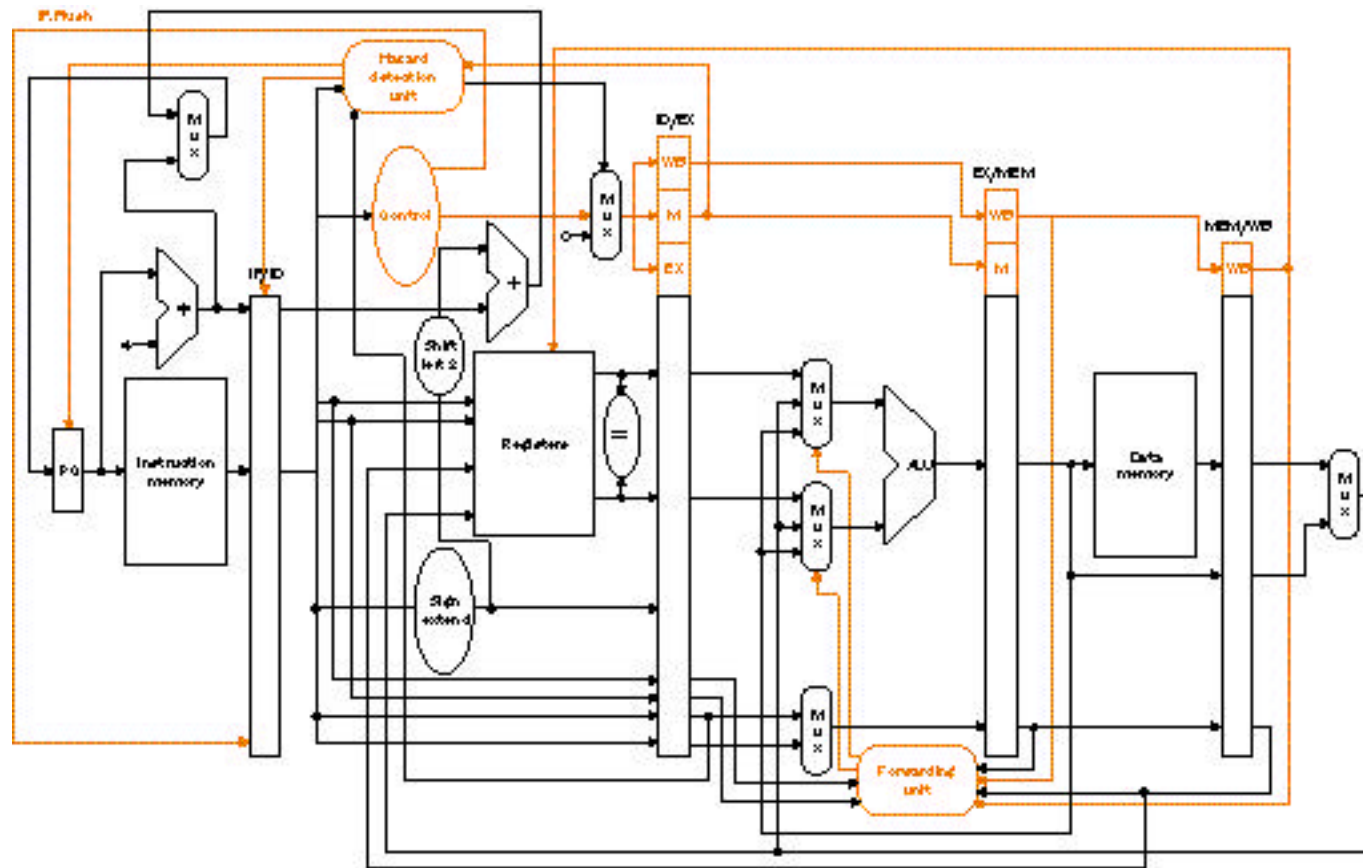 IF.Flush
Hazard
detection
unit
M
u
x
ID/EX
WB
EX/MEM
M
u
x
Control
M
WB
MEM/WB
0
IF/ID
EX
M
WB
+
+
4
Shift
left 2
M
u
x
Registers
=
ALU
PC
Instruction
memory
Data
memory
M
u
x
M
u
x
Sign
extend
M
u
x
Forwarding
unit